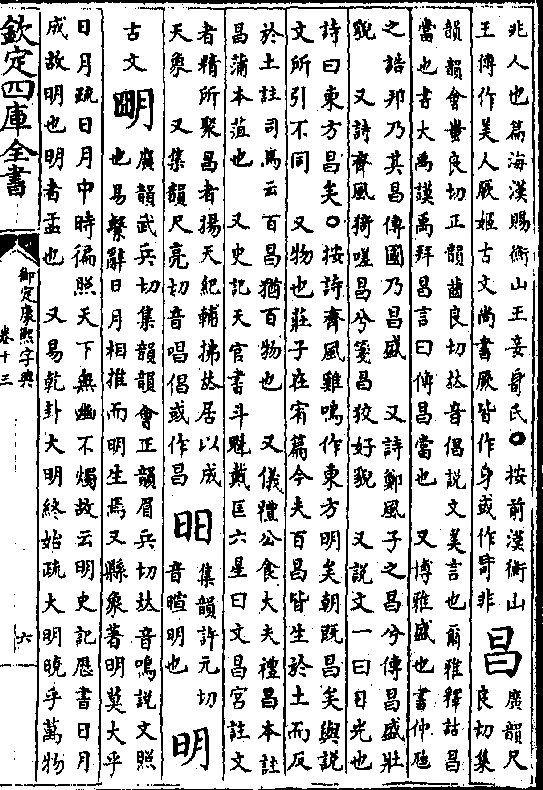 非人也篇海漢賜衡山王妾𠂆氏〇按前漢衡山
王傳作美人厥姬古文尚書厥皆作身或作𠂆非
昌
廣韻尺
良切集
韻韻會蚩良切正韻齒良切𠀤音倡說文美言也爾雅釋詁昌
當也書大禹謨禹拜昌言曰傳昌當也 又博雅盛也書仲虺
之誥邦乃其昌傳國乃昌盛 又詩鄭風子之昌兮傳昌盛壯
貌 又詩齊風猗嗟昌兮箋昌狡好貌 又說文一曰日光也
詩曰東方昌矣〇按詩齊風雞鳴作東方明矣朝旣昌矣與說
文所引不同 又物也莊子在宥篇今夫百昌皆生於土而反
於土註司馬云百昌猶百物也 又儀禮公食大夫禮昌本註
昌蒲本菹也 又史記天官書斗魁戴匡六星曰文昌宮註文
者精所聚昌者揚天紀輔拂𠀤居以成
天象 又集韻尺亮切音唱倡或作昌
昍
集韻許元切
音暄明也
明
古文
朙
廣韻武兵切集韻韻會正韻眉兵切𠀤音鳴說文照
也易繫辭日月相推而明生焉又縣象著明莫大乎
日月疏日月中時徧照天下無幽不燭故云明史記歷書日月
成故明也明者孟也 又易乾卦大明終始疏大明曉乎萬物
欽定四庫全書
御定康熙字典
卷十三
六